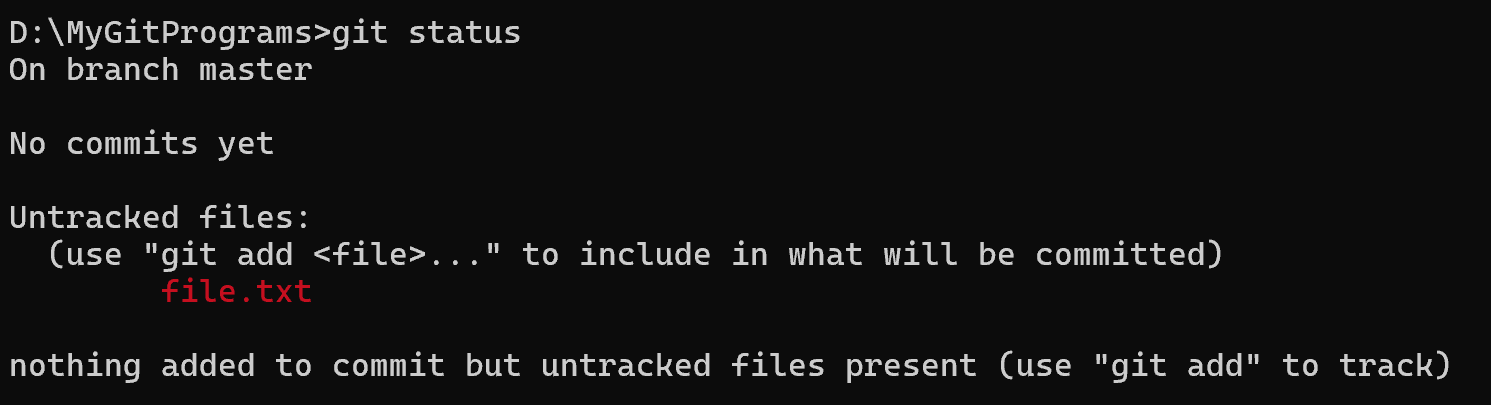 D:\MyGitPrograms>git status
On branch master
No commits yet
Untracked files:
(use "git add <file>..." to include in what will be committed)
file.txt
nothing added to commit but untracked files present (use "git add" to track)